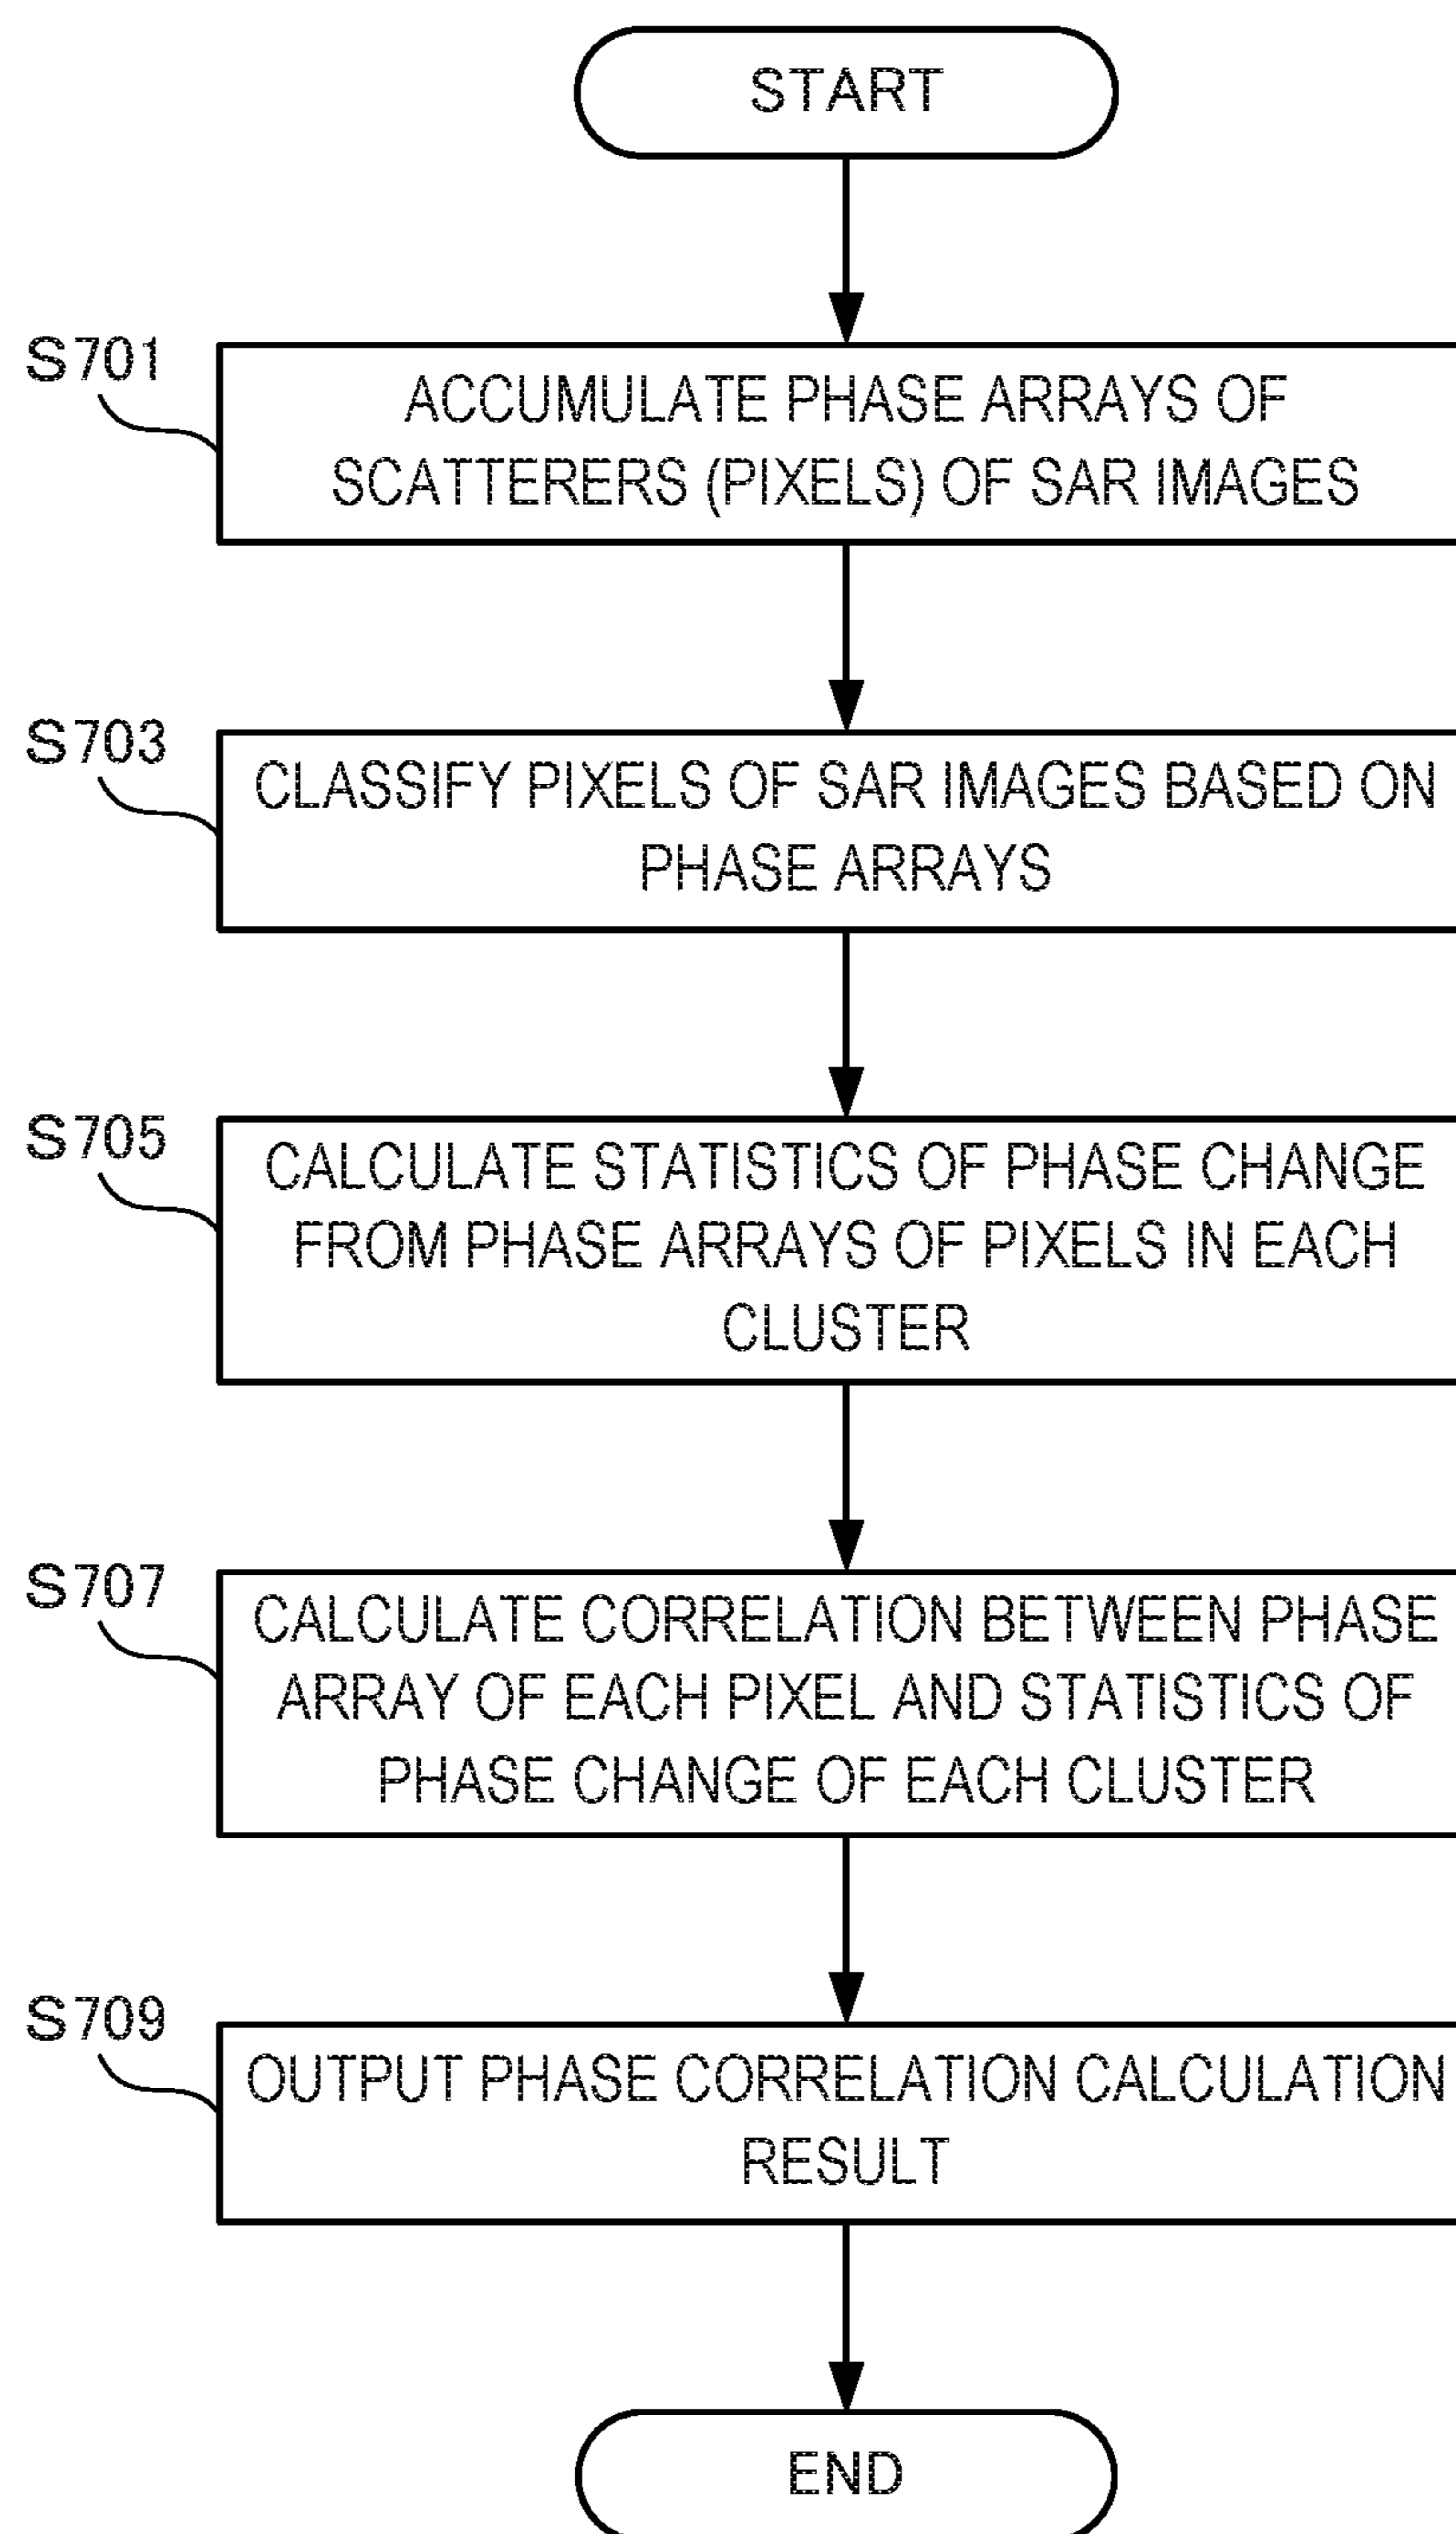 START
S701
ACCUMULATE PHASE ARRAYS OF
SCATTERERS (PIXELS) OF SAR IMAGES
S703
CLASSIFY PIXELS OF SAR IMAGES BASED ON
PHASE ARRAYS
S705
CALCULATE STATISTICS OF PHASE CHANGE
FROM PHASE ARRAYS OF PIXELS IN EACH
CLUSTER
S707
CALCULATE CORRELATION BETWEEN PHASE
ARRAY OF EACH PIXEL AND STATISTICS OF
PHASE CHANGE OF EACH CLUSTER
S709
OUTPUT PHASE CORRELATION CALCULATION
RESULT
END